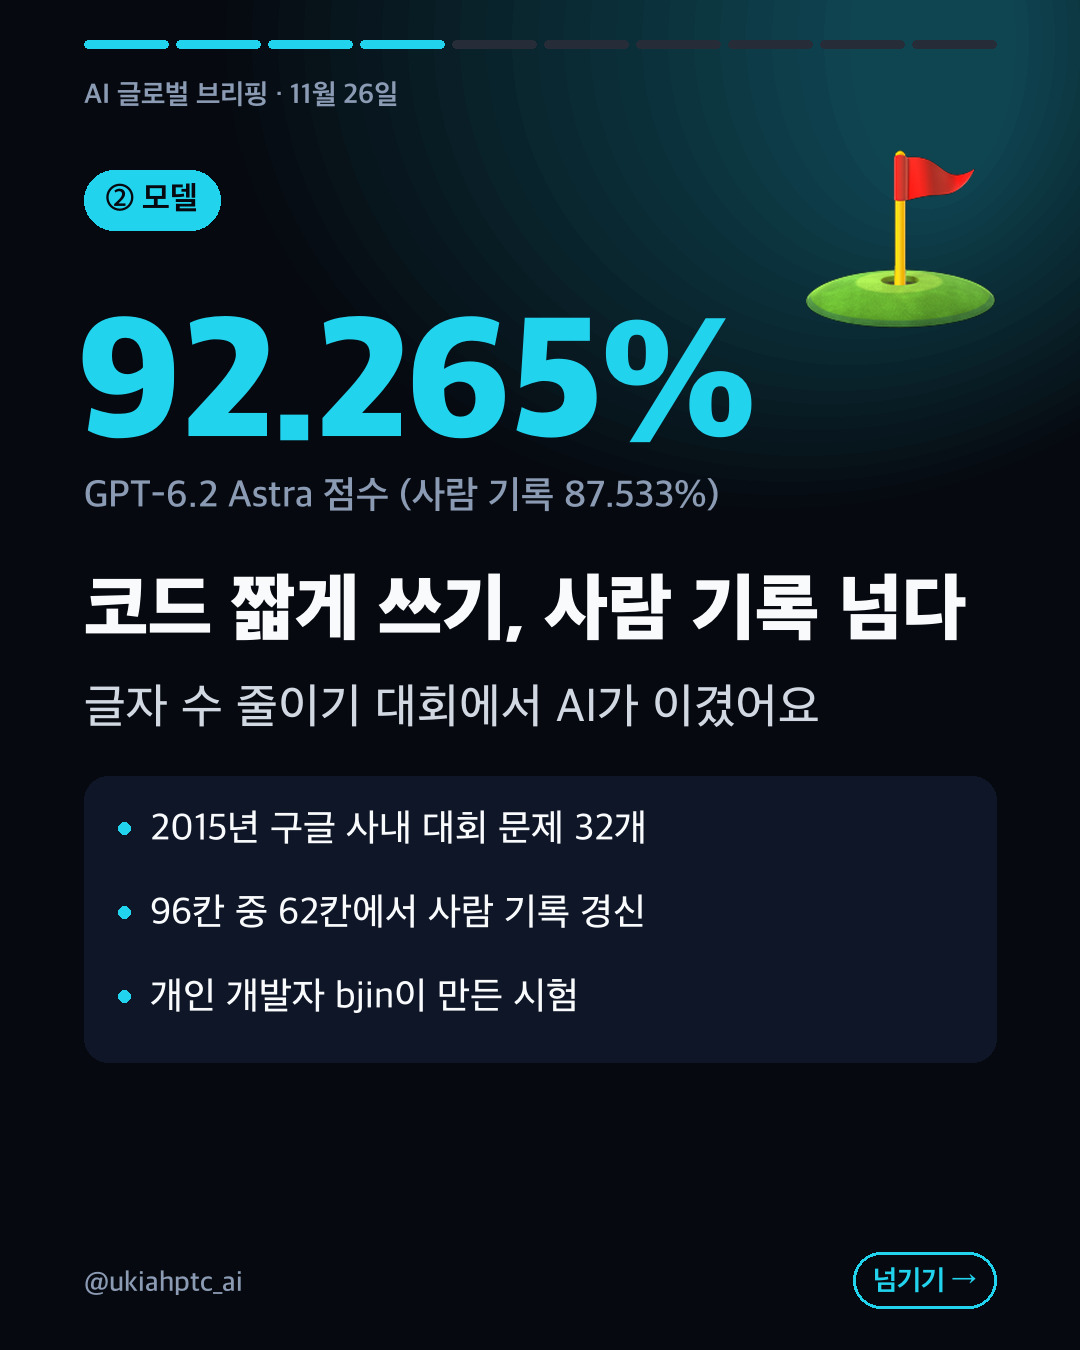 AI 글로벌 브리핑 · 11월 26일
② 모델
92.265%
GPT-6.2 Astra 점수 (사람 기록 87.533%)
코드 짧게 쓰기, 사람 기록 넘다
글자 수 줄이기 대회에서 AI가 이겼어요
• 2015년 구글 사내 대회 문제 32개
• 96칸 중 62칸에서 사람 기록 경신
• 개인 개발자 bjin이 만든 시험
@ukiahptc_ai
넘기기 →